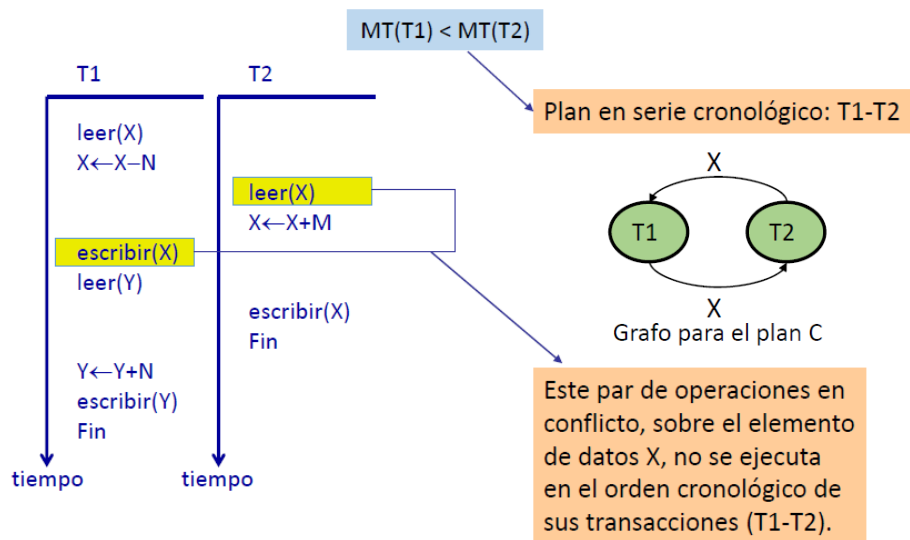 MT(T1) < MT(T2)
T1
T2
Plan en serie cronológico: T1-T2
leer(X)
X←X–N
leer(X)
X←X+M
escribir(X)
leer(Y)
escribir(X)
Fin
Y←Y+N
escribir(Y)
Fin
tiempo
tiempo
X
T1
T2
X
Grafo para el plan C
Este par de operaciones en
conflicto, sobre el elemento
de datos X, no se ejecuta
en el orden cronológico de
sus transacciones (T1-T2).